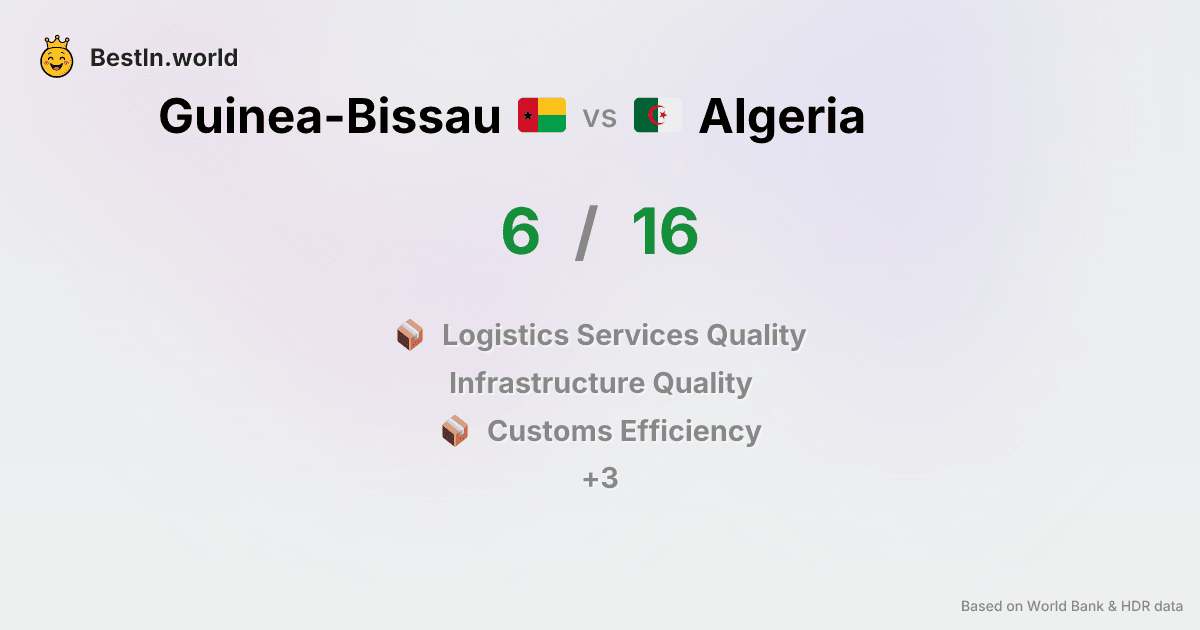 BestIn.world
Guinea-Bissau vs Algeria
6 / 16
Logistics Services Quality
Infrastructure Quality
Customs Efficiency
+3
Based on World Bank & HDR data